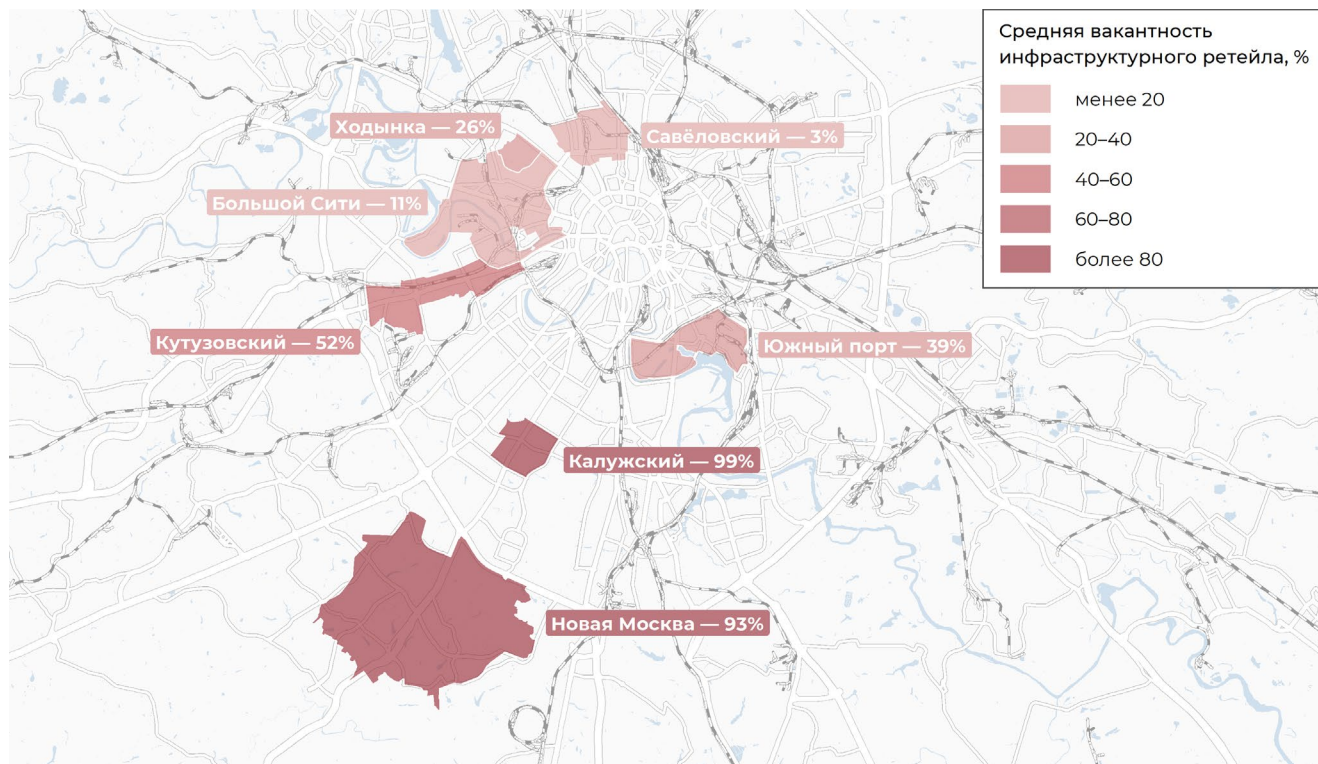 Средняя вакантность
инфраструктурного ретейла, %
менее 20
20–40
40–60
60–80
более 80
Ходынка — 26%
Савёловский — 3%
Большой Сити — 11%
Кутузовский — 52%
Южный порт — 39%
Калужский — 99%
Новая Москва — 93%